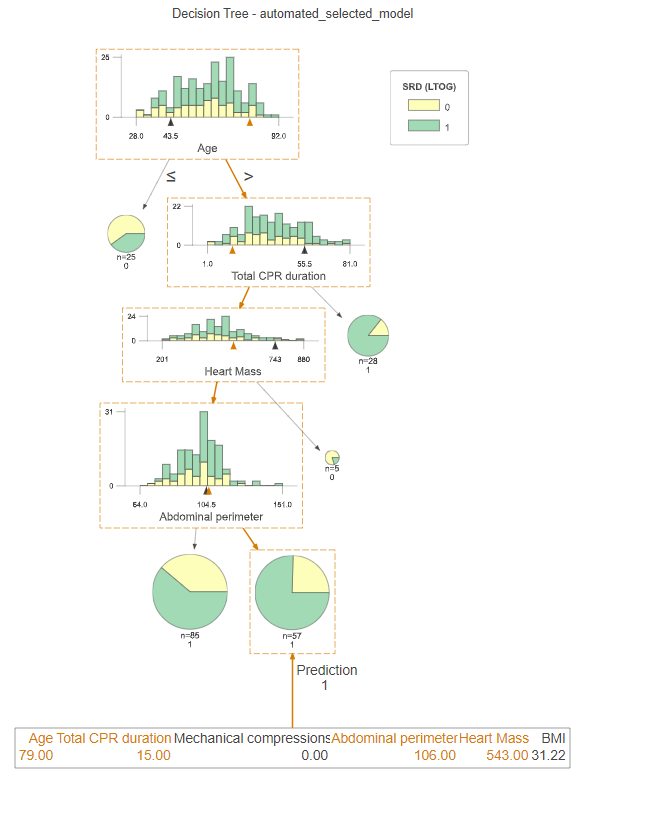 Decision Tree - automated_selected_model
25
0
28.0 43.5 92.0
Age
SRD (LTOG)
0
1
≤ >
n=25
0
22
0
1.0 55.5 81.0
Total CPR duration
24
0
201 743 880
Heart Mass
n=28
1
31
0
54.0 104.5 151.0
Abdominal perimeter
n=5
0
n=85
1
n=57
1
Prediction
1
Age Total CPR duration Mechanical compressions Abdominal perimeter Heart Mass BMI
79.00 15.00 0.00 106.00 543.00 31.22